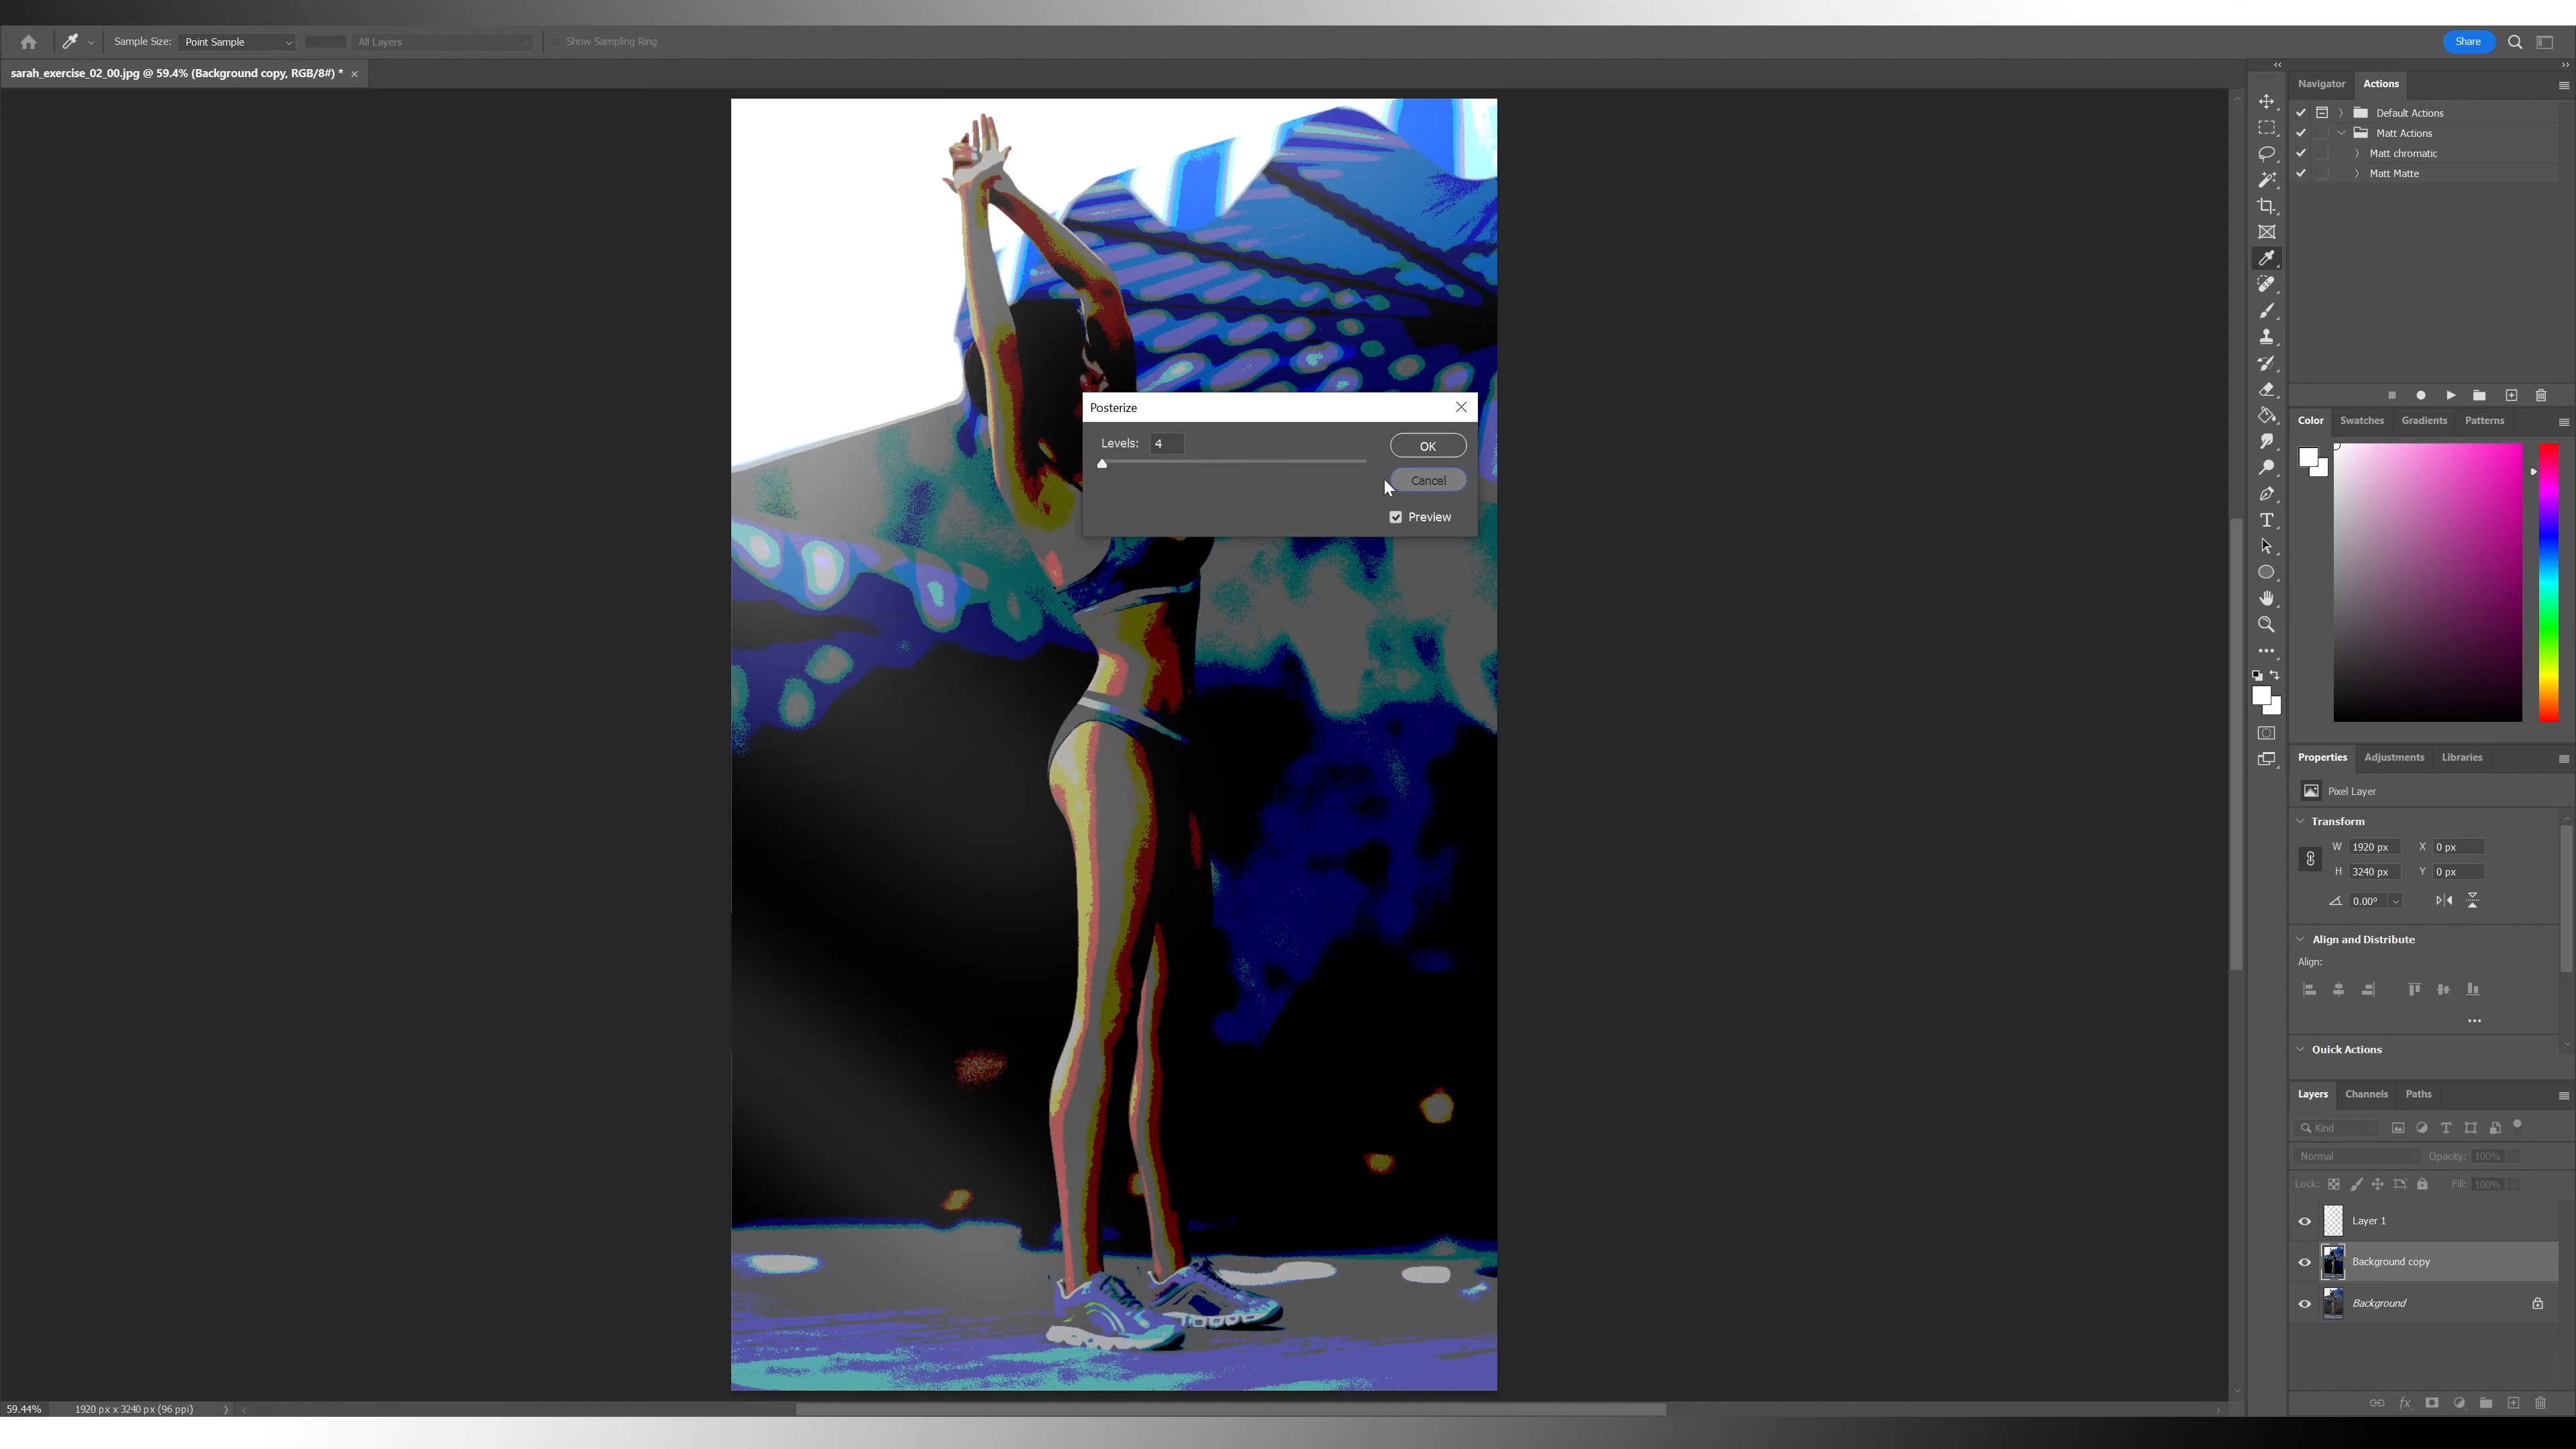 Sample Size: Point Sample All Layers Show Sampling Ring Share
sarah_exercise_02_00.jpg @ 59.4% (Background copy, RGB/8#) *
Navigator Actions
Default Actions
Matt Actions
Matt chromatic
Matt Matte
Posterize
Levels: 4
OK
Cancel
Preview
Color Swatches Gradients Patterns
Properties Adjustments Libraries
Pixel Layer
Transform
W 1920 px X 0 px
H 3240 px Y 0 px
0.00°
Align and Distribute
Align:
Quick Actions
Layers Channels Paths
Kind
Normal Opacity: 100%
Lock: Fill: 100%
Layer 1
Background copy
Background
59.44% 1920 px x 3240 px (96 ppi)